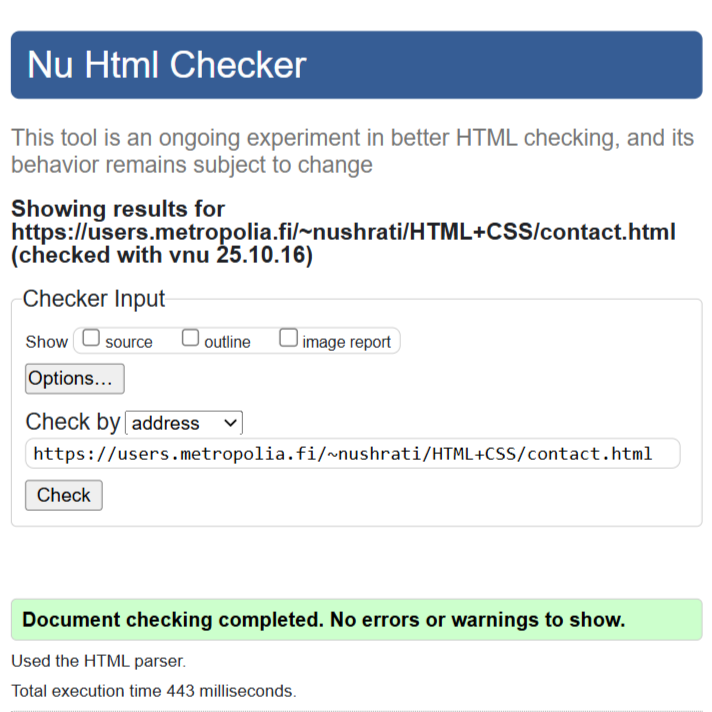 Nu Html Checker
This tool is an ongoing experiment in better HTML checking, and its
behavior remains subject to change
Showing results for
https://users.metropolia.fi/~nushrati/HTML+CSS/contact.html
(checked with vnu 25.10.16)
Checker Input
Show source outline image report
Options...
Check by address
https://users.metropolia.fi/~nushrati/HTML+CSS/contact.html
Check
Document checking completed. No errors or warnings to show.
Used the HTML parser.
Total execution time 443 milliseconds.